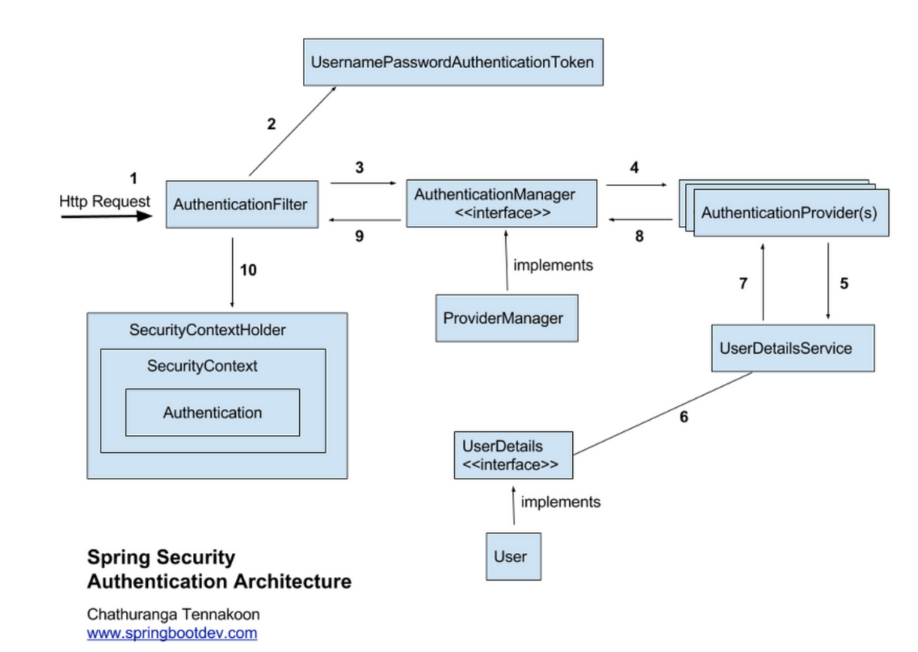 UsernamePasswordAuthenticationToken
2
1
Http Request
AuthenticationFilter
3
9
AuthenticationManager
<<interface>>
4
8
AuthenticationProvider(s)
implements
ProviderManager
7
5
UserDetailsService
10
SecurityContextHolder
SecurityContext
Authentication
6
UserDetails
<<interface>>
implements
User
Spring Security
Authentication Architecture
Chathuranga Tennakoon
www.springbootdev.com